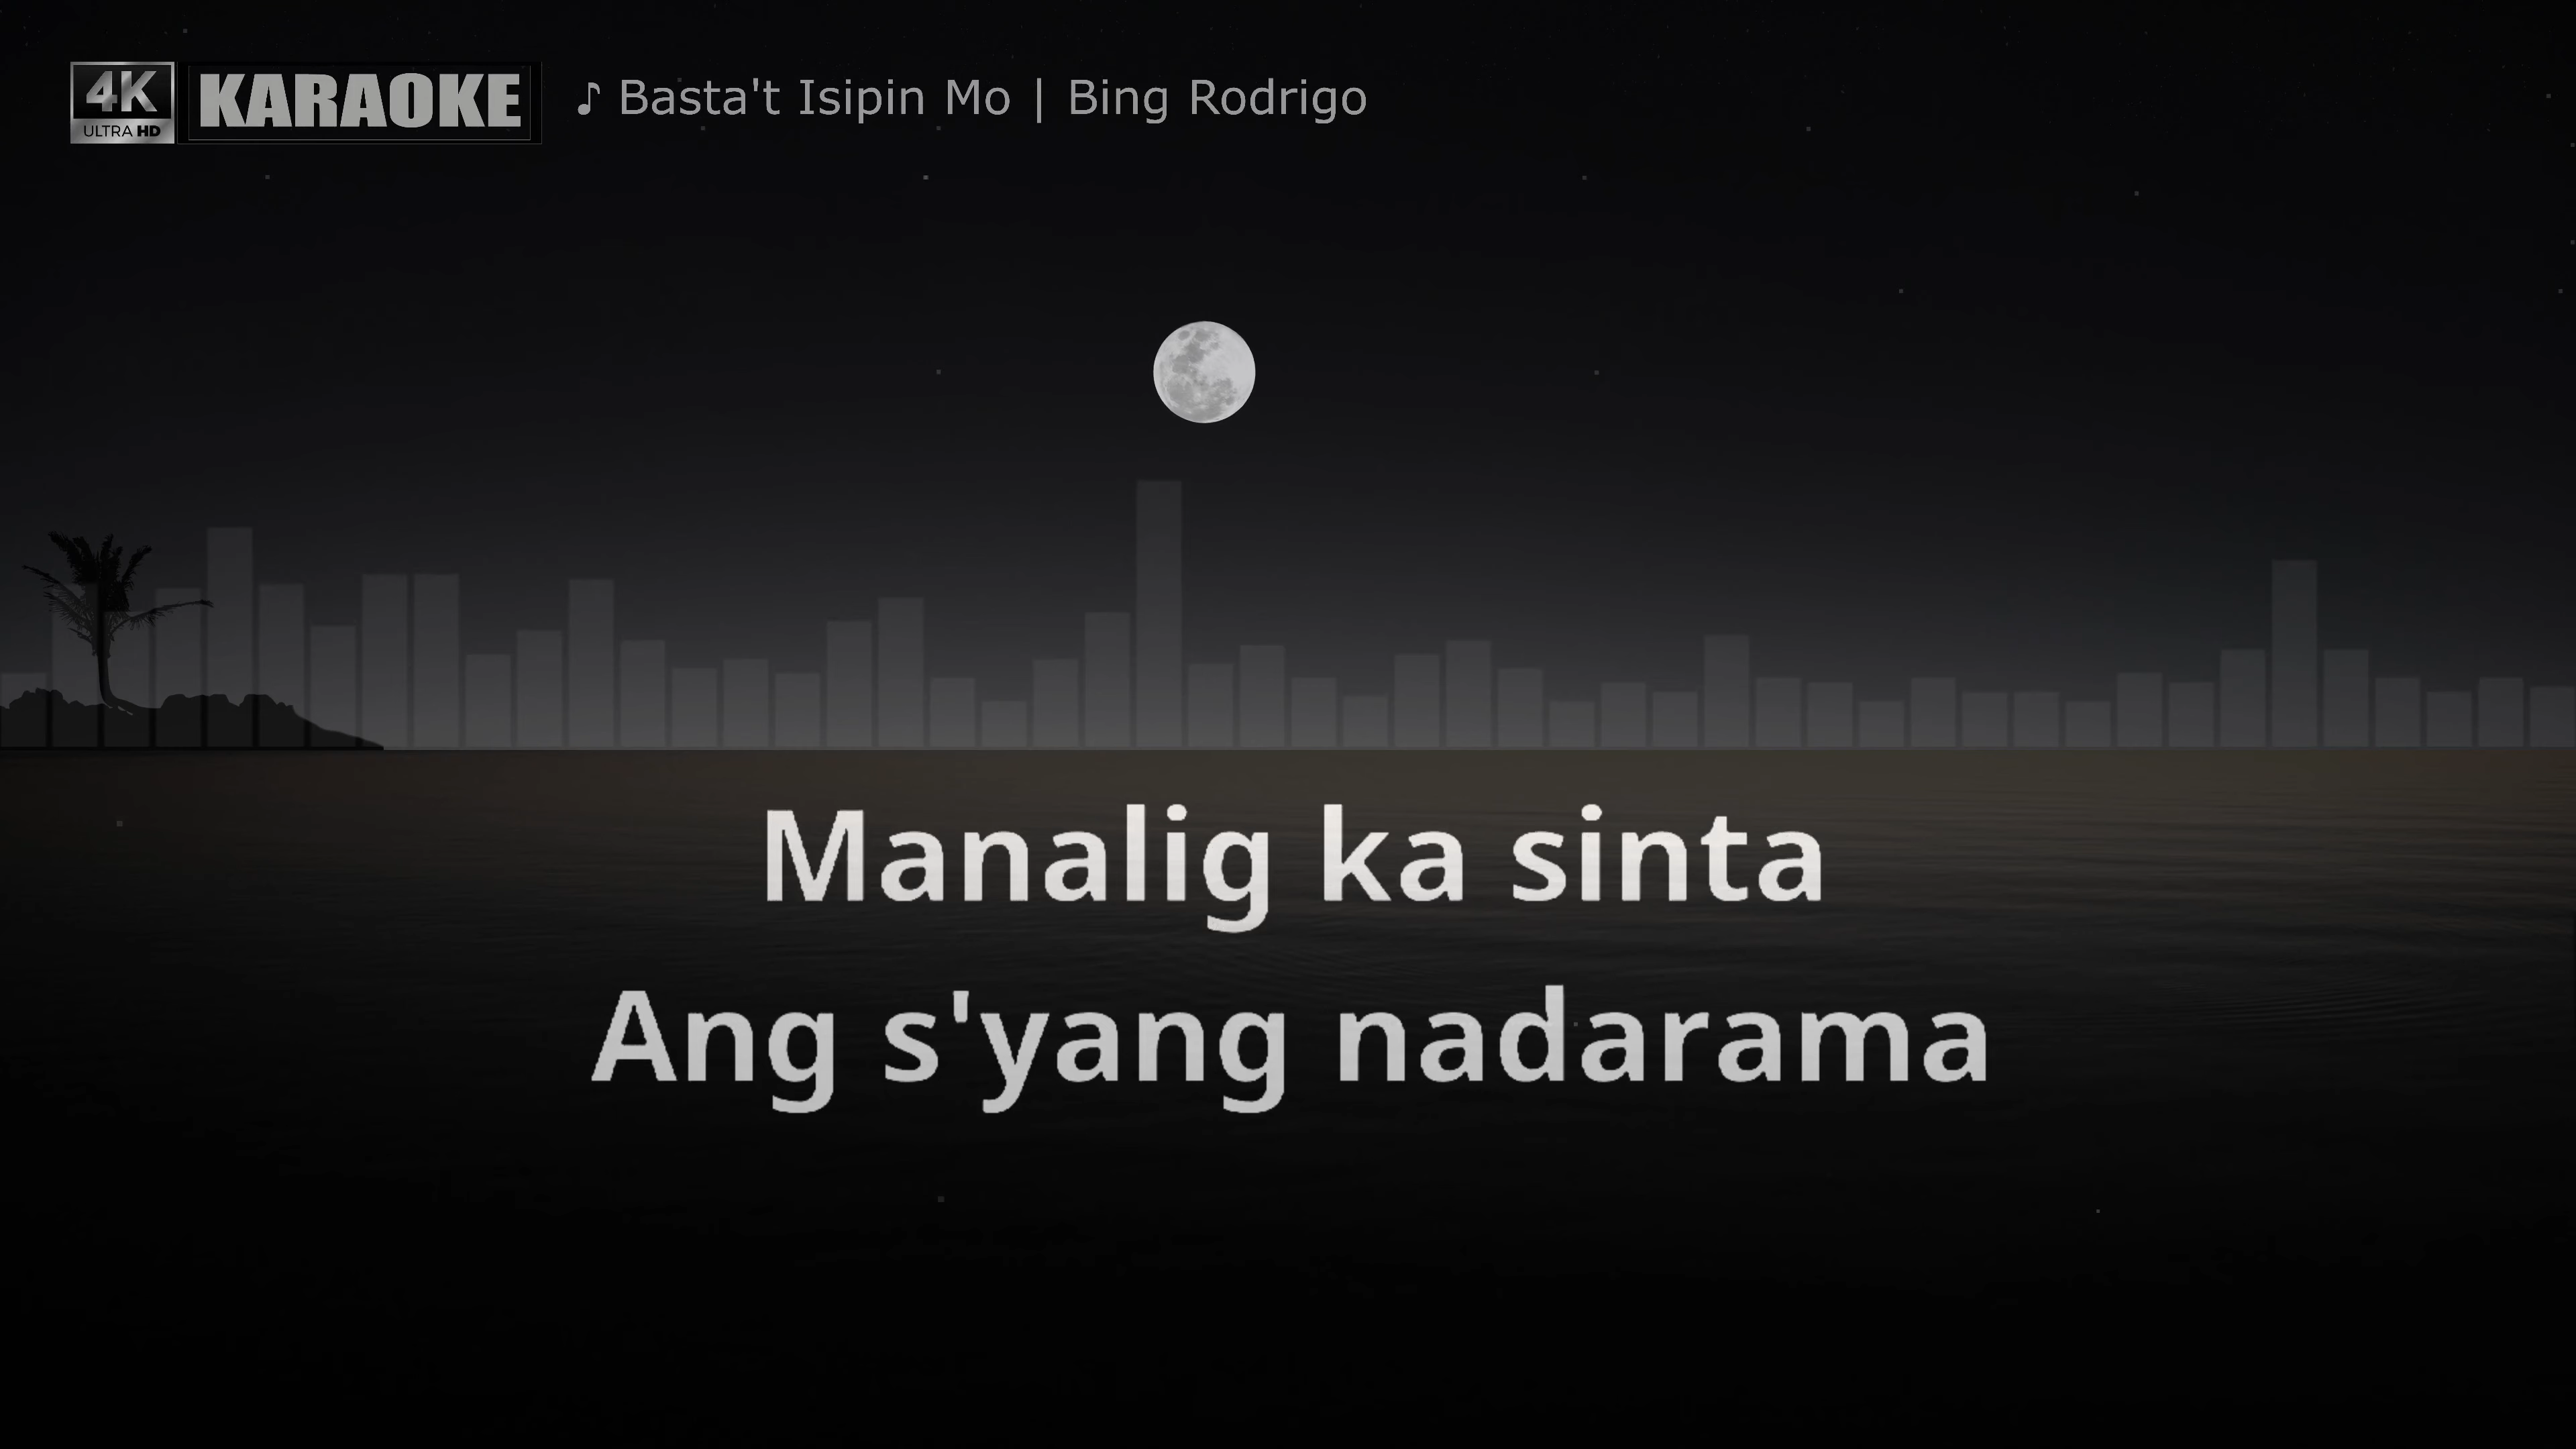 4K
ULTRA HD
KARAOKE
♪ Basta't Isipin Mo | Bing Rodrigo
Manalig ka sinta
Ang s'yang nadarama